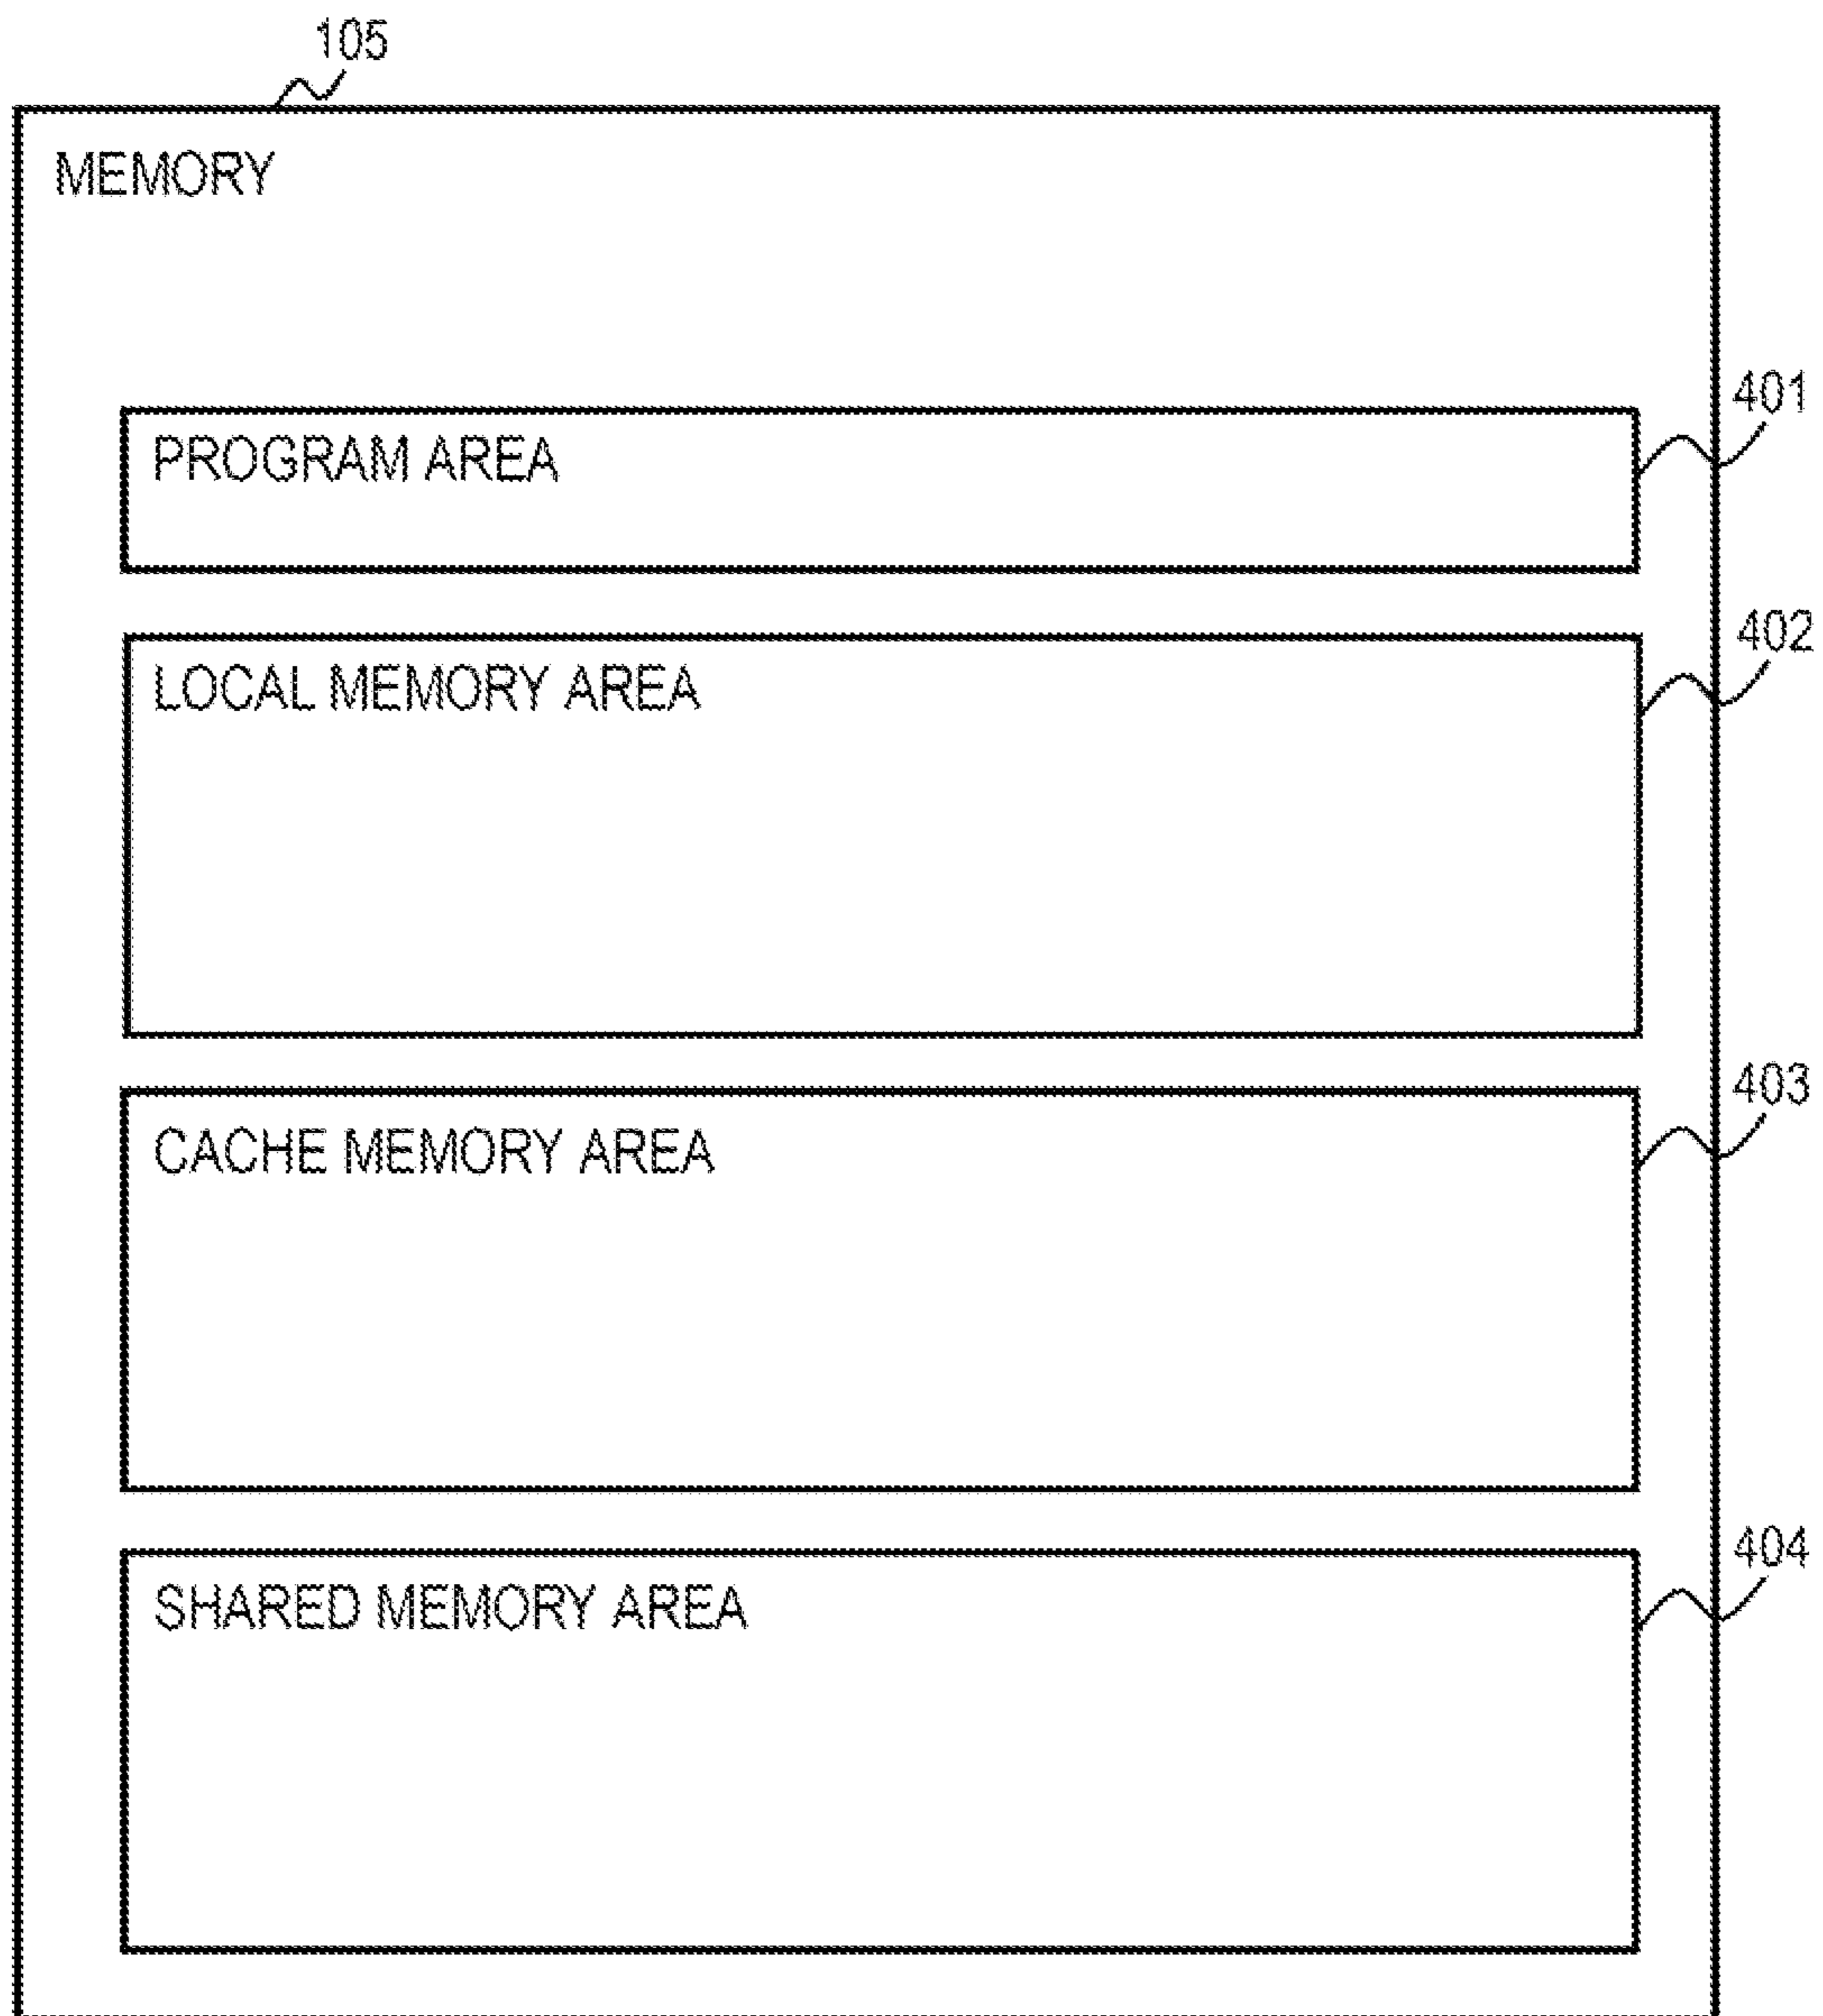 105
MEMORY
401
PROGRAM AREA
402
LOCAL MEMORY AREA
403
CACHE MEMORY AREA
404
SHARED MEMORY AREA